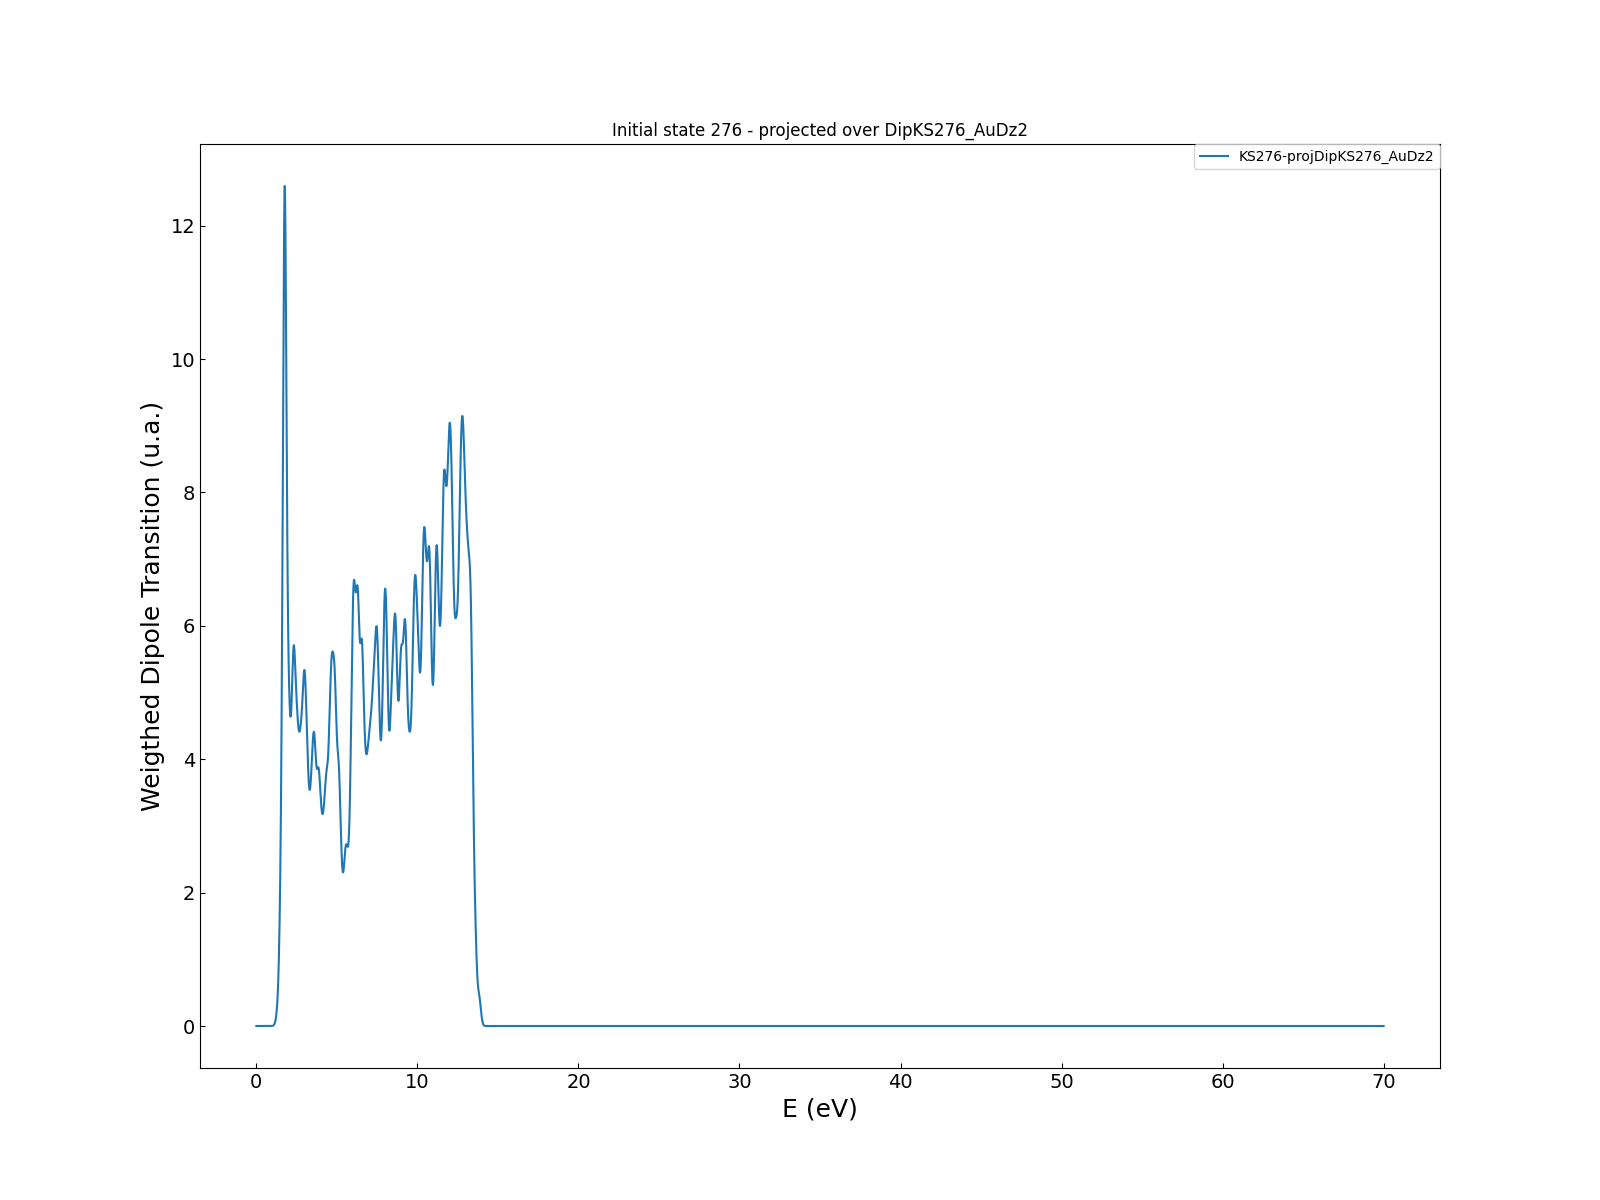 Initial state 276 - projected over DipKS276_AuDz2
KS276-projDipKS276_AuDz2
Weigthed Dipole Transition (u.a.)
12
10
8
6
4
2
0
0 10 20 30 40 50 60 70
E (eV)